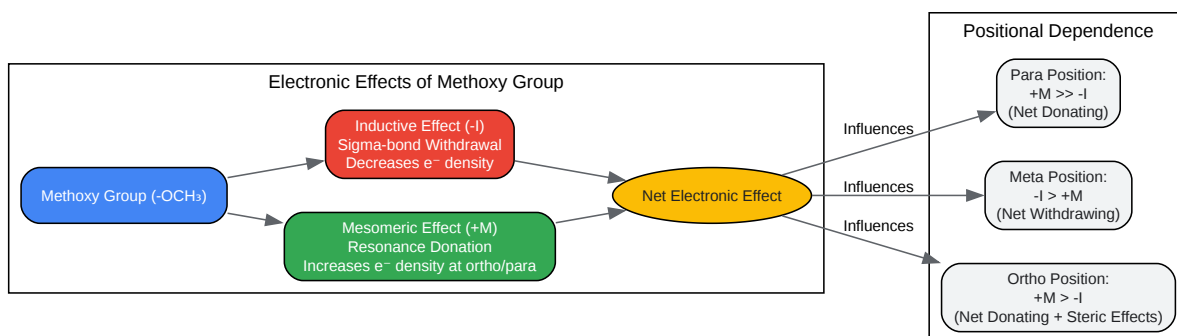 Electronic Effects of Methoxy Group
Methoxy Group (-OCH₃)
Inductive Effect (-I)
Sigma-bond Withdrawal
Decreases e⁻ density
Mesomeric Effect (+M)
Resonance Donation
Increases e⁻ density at ortho/para
Net Electronic Effect
Influences
Influences
Influences
Positional Dependence
Para Position:
+M >> -I
(Net Donating)
Meta Position:
-I > +M
(Net Withdrawing)
Ortho Position:
+M > -I
(Net Donating + Steric Effects)